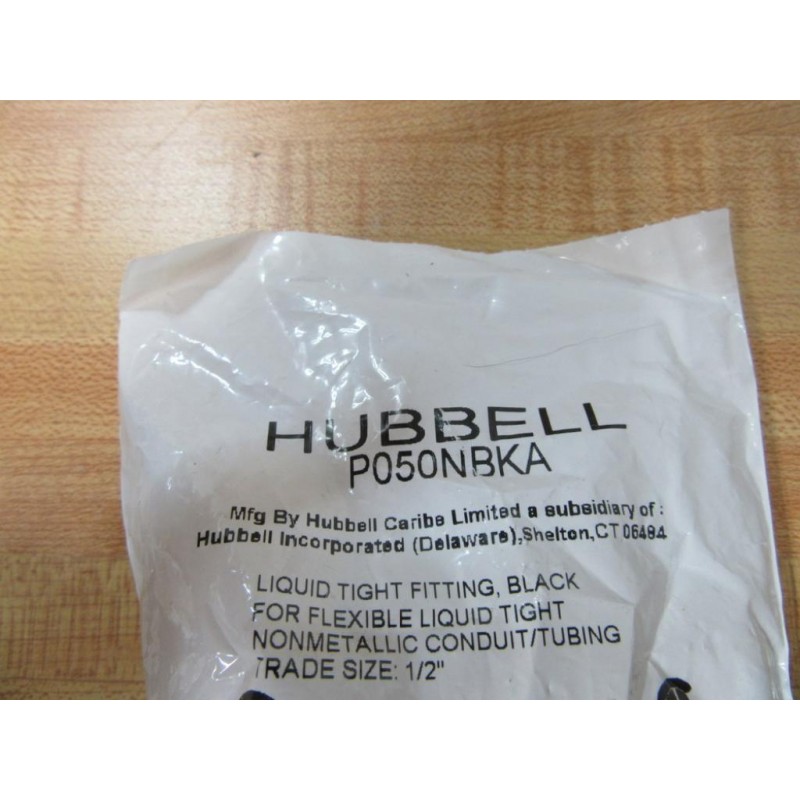 HUBBELL
P050NBKA
Mfg By Hubbell Caribe Limited a subsidiary of :
Hubbell Incorporated (Delaware),Shelton,CT 06484
LIQUID TIGHT FITTING, BLACK
FOR FLEXIBLE LIQUID TIGHT
NONMETALLIC CONDUIT/TUBING
TRADE SIZE: 1/2"